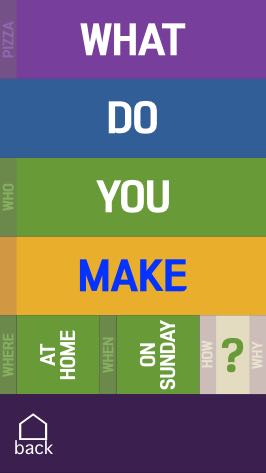 PIZZA
WHAT
DO
WHO
YOU
MAKE
WHERE
AT
HOME
WHEN
ON
SUNDAY
HOW
?
WHY
back